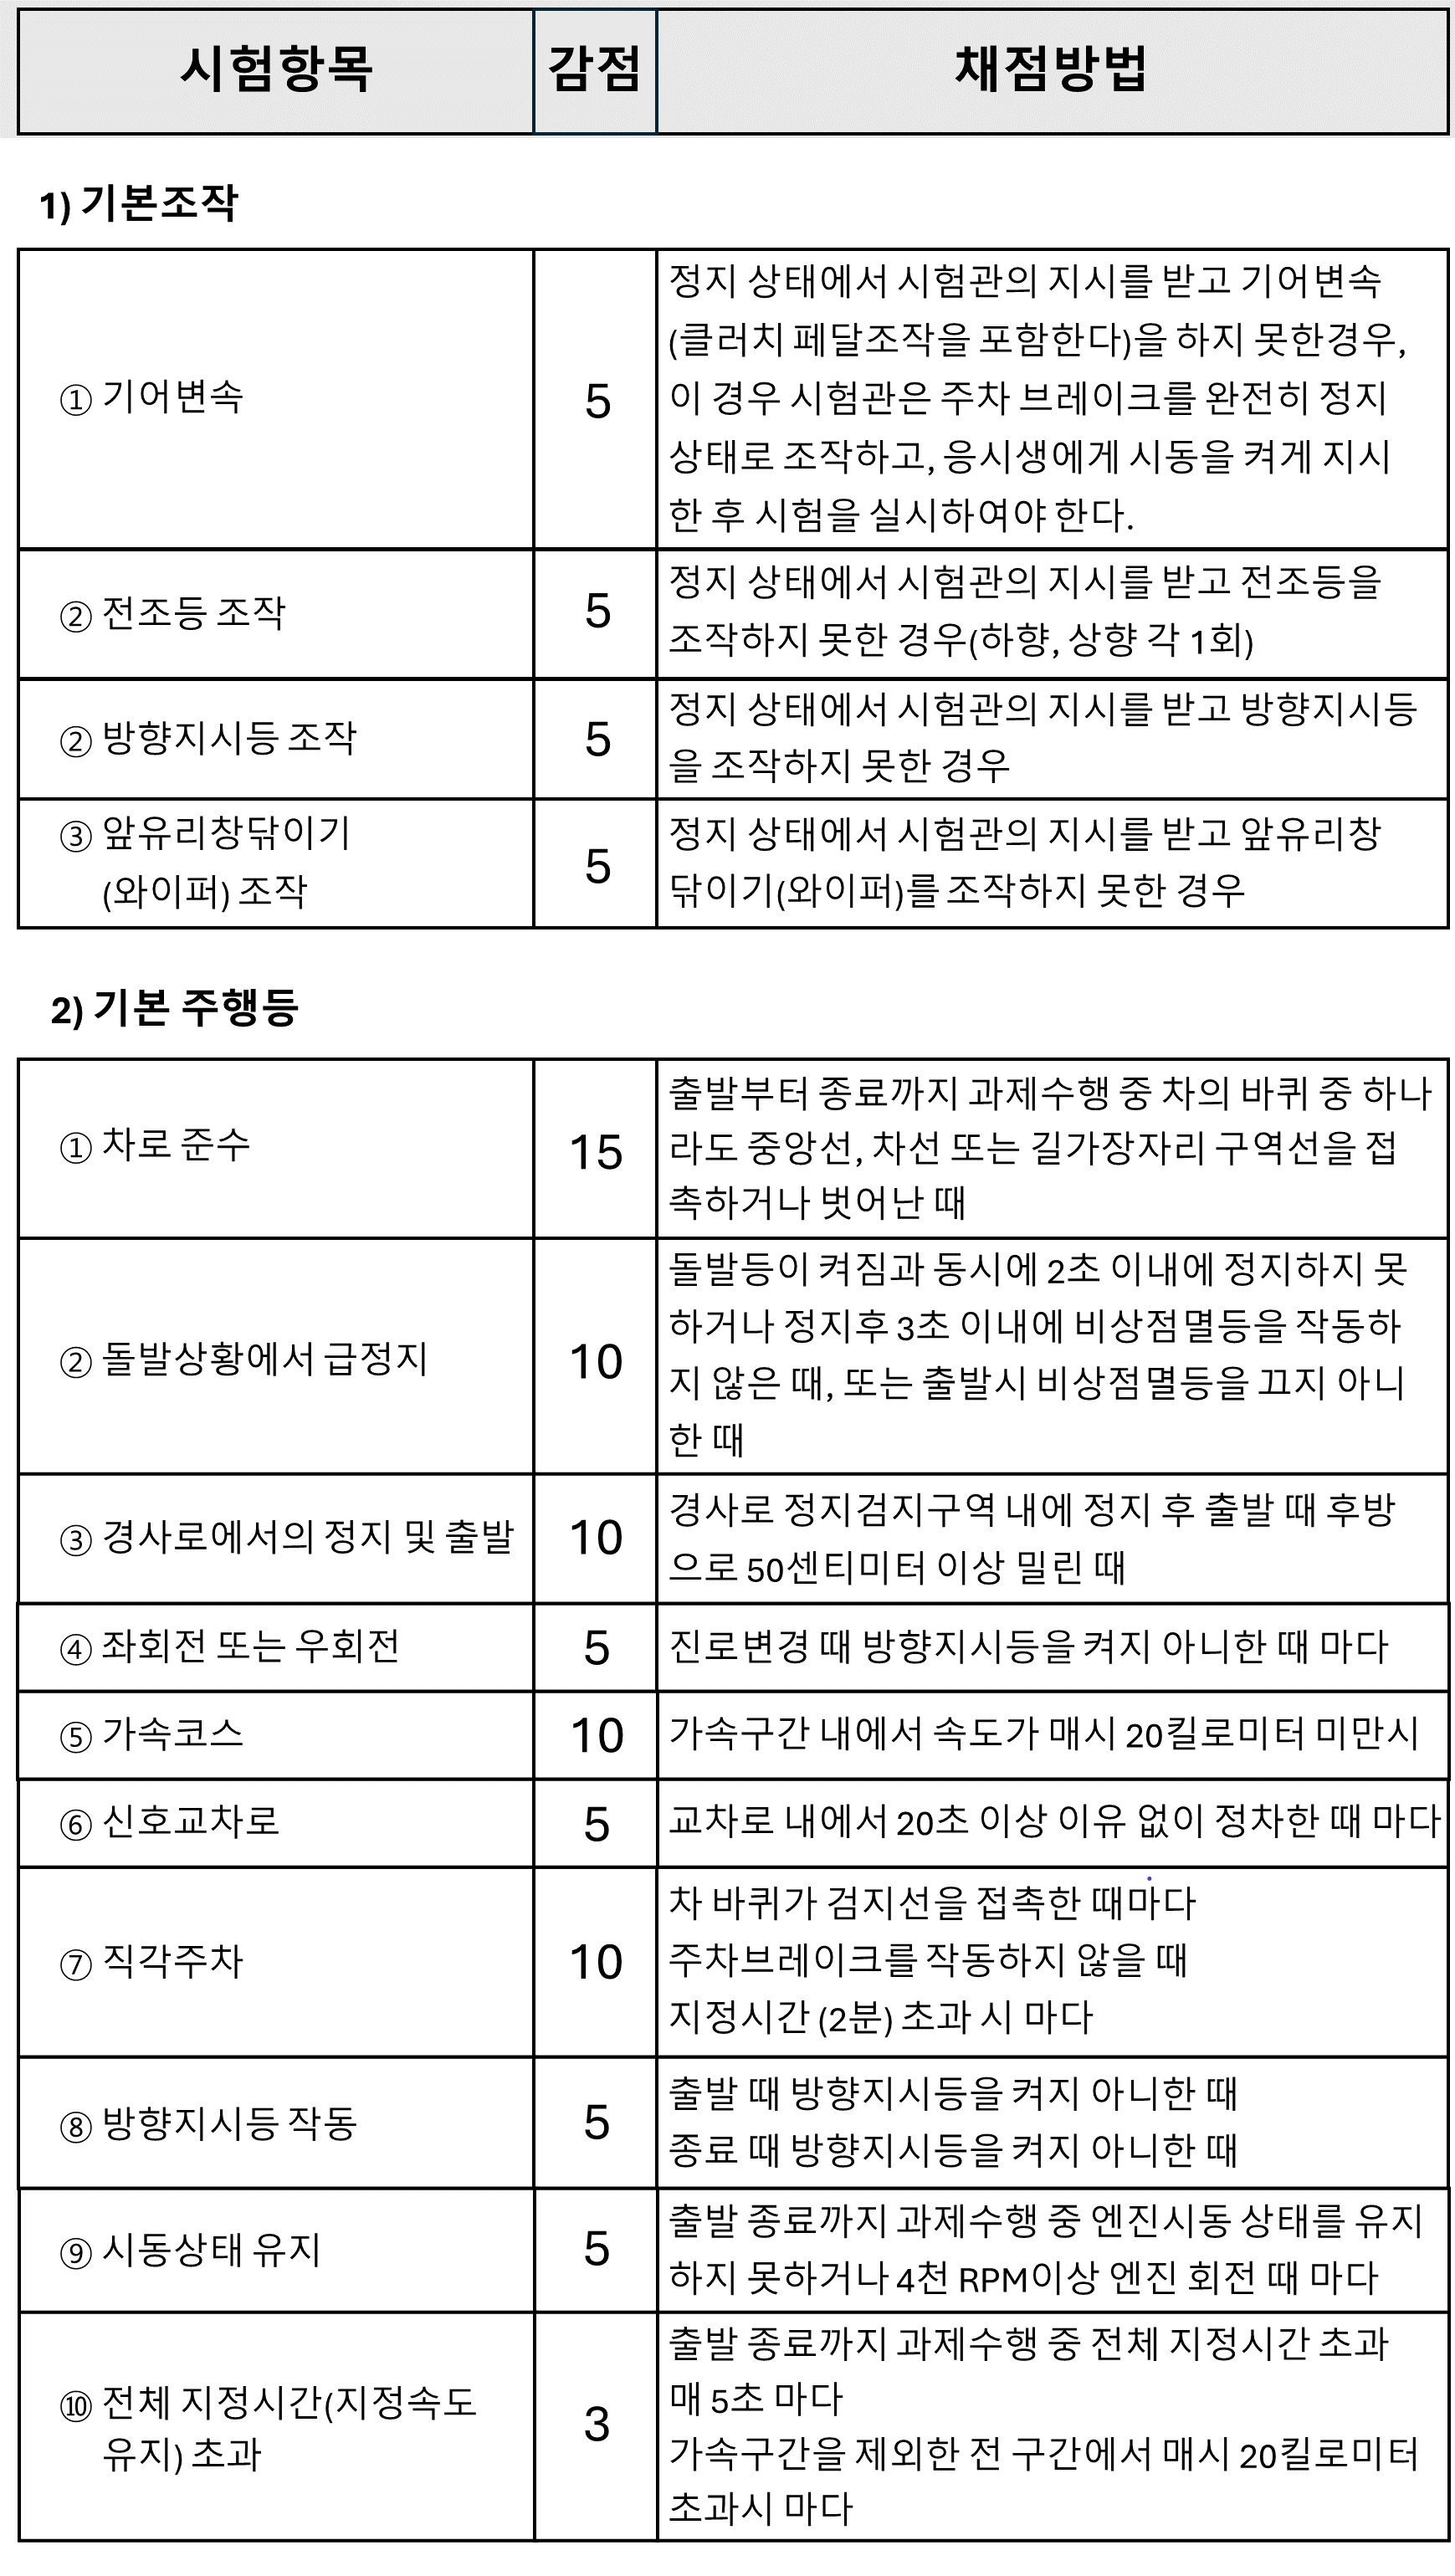 시험항목 감점 채점방법
1) 기본조작
① 기어변속
5
정지 상태에서 시험관의 지시를 받고 기어변속
(클러치 페달조작을 포함한다)을 하지 못한경우,
이 경우 시험관은 주차 브레이크를 완전히 정지
상태로 조작하고, 응시생에게 시동을 켜게 지시
한 후 시험을 실시하여야 한다.
② 전조등 조작
5
정지 상태에서 시험관의 지시를 받고 전조등을
조작하지 못한 경우(하향, 상향 각 1회)
② 방향지시등 조작
5
정지 상태에서 시험관의 지시를 받고 방향지시등
을 조작하지 못한 경우
③ 앞유리창닦이기
(와이퍼) 조작
5
정지 상태에서 시험관의 지시를 받고 앞유리창
닦이기(와이퍼)를 조작하지 못한 경우
2) 기본 주행등
① 차로 준수
15
출발부터 종료까지 과제수행 중 차의 바퀴 중 하나
라도 중앙선, 차선 또는 길가장자리 구역선을 접
촉하거나 벗어난 때
② 돌발상황에서 급정지
10
돌발등이 켜짐과 동시에 2초 이내에 정지하지 못
하거나 정지후 3초 이내에 비상점멸등을 작동하
지 않은 때, 또는 출발시 비상점멸등을 끄지 아니
한 때
③ 경사로에서의 정지 및 출발
10
경사로 정지검지구역 내에 정지 후 출발 때 후방
으로 50센티미터 이상 밀린 때
④ 좌회전 또는 우회전
5
진로변경 때 방향지시등을 켜지 아니한 때 마다
⑤ 가속코스
10
가속구간 내에서 속도가 매시 20킬로미터 미만시
⑥ 신호교차로
5
교차로 내에서 20초 이상 이유 없이 정차한 때 마다
⑦ 직각주차
10
차 바퀴가 검지선을 접촉한 때마다
주차브레이크를 작동하지 않을 때
지정시간 (2분) 초과 시 마다
⑧ 방향지시등 작동
5
출발 때 방향지시등을 켜지 아니한 때
종료 때 방향지시등을 켜지 아니한 때
⑨ 시동상태 유지
5
출발 종료까지 과제수행 중 엔진시동 상태를 유지
하지 못하거나 4천 RPM이상 엔진 회전 때 마다
⑩ 전체 지정시간(지정속도
유지) 초과
3
출발 종료까지 과제수행 중 전체 지정시간 초과
매 5초 마다
가속구간을 제외한 전 구간에서 매시 20킬로미터
초과시 마다